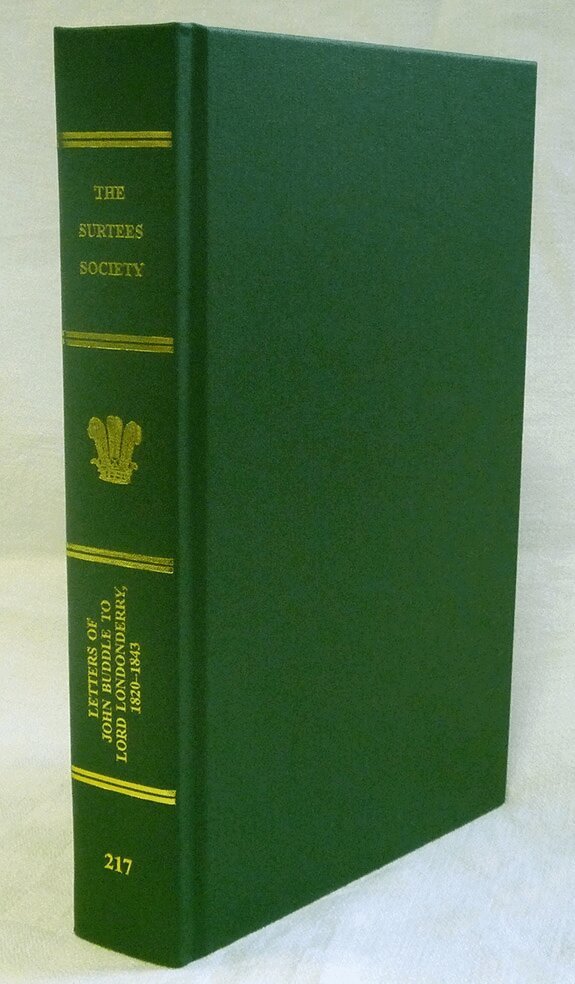 THE
SURTEES
SOCIETY
LETTERS OF
JOHN BUDDLE TO
LORD LONDONDERRY,
1820–1843
217